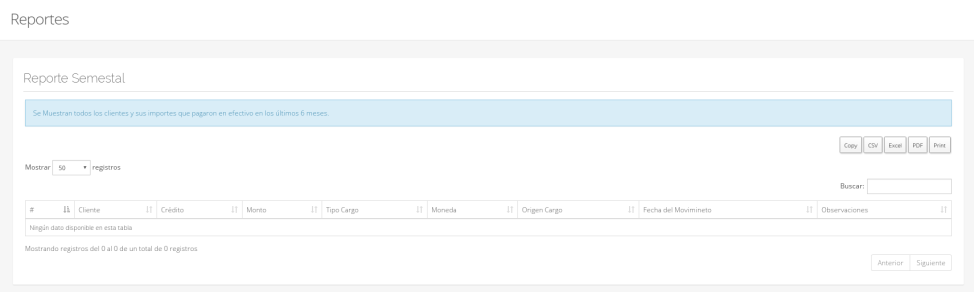 Reportes
Reporte Semestal
Se Muestran todos los clientes y sus importes que pagaron en efectivo en los últimos 6 meses.
Copy CSV Excel PDF Print
Mostrar 50 registros
Buscar:
# Cliente Crédito Monto Tipo Cargo Moneda Origen Cargo Fecha del Movimineto Observaciones
Ningún dato disponible en esta tabla
Mostrando registros del 0 al 0 de un total de 0 registros
Anterior Siguiente